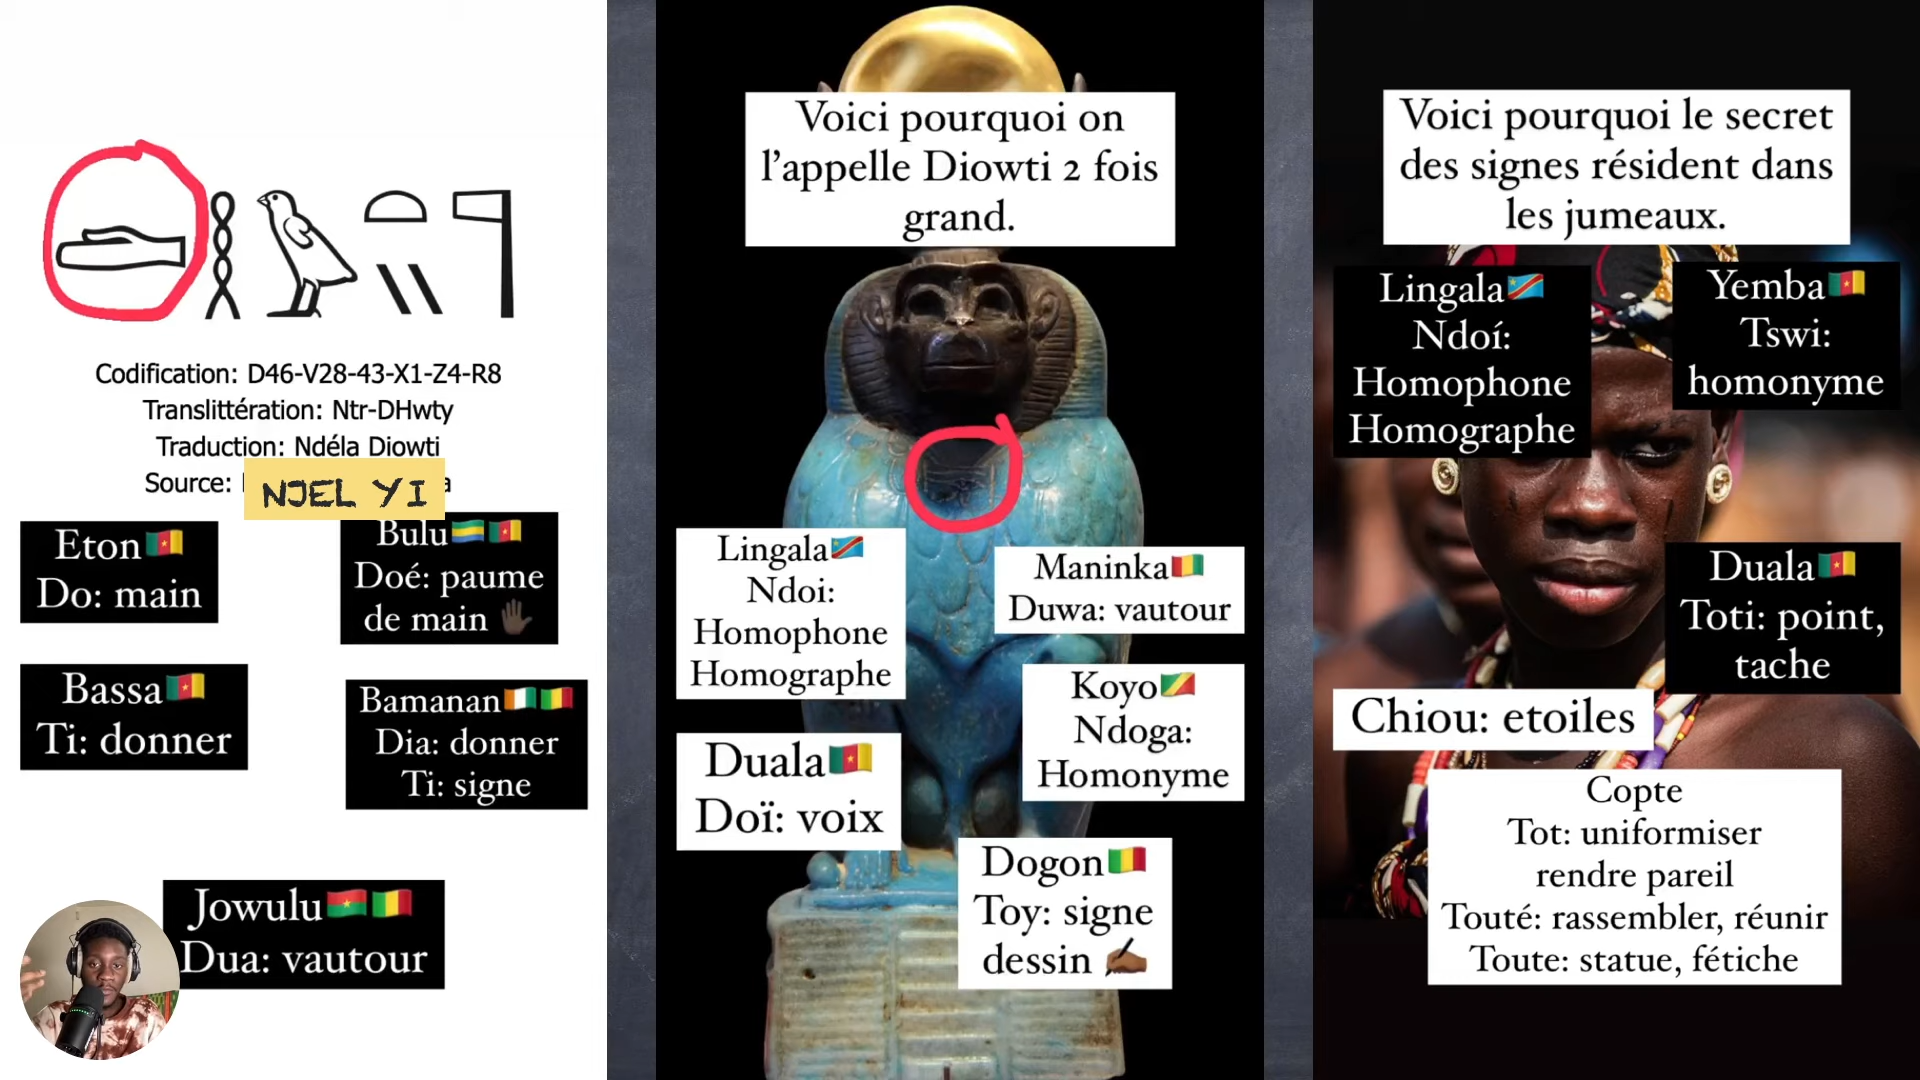 Codification: D46-V28-43-X1-Z4-R8
Translittération: Ntr-DHwty
Traduction: Ndéla Diowti
Source:
NJEL YI
Eton🇨🇲
Do: main
Bulu🇬🇦🇨🇲
Doé: paume
de main 🖐🏿
Bassa🇨🇲
Ti: donner
Bamanan🇨🇮🇲🇱
Dia: donner
Ti: signe
Jowulu🇧🇫🇲🇱
Dua: vautour
Voici pourquoi on
l’appelle Diowti 2 fois
grand.
Lingala🇨🇩
Ndoi:
Homophone
Homographe
Maninka🇬🇳
Duwa: vautour
Koyo🇨🇬
Ndoga:
Homonyme
Duala🇨🇲
Doï: voix
Dogon🇲🇱
Toy: signe
dessin ✍🏾
Voici pourquoi le secret
des signes résident dans
les jumeaux.
Lingala🇨🇩
Ndoí:
Homophone
Homographe
Yemba🇨🇲
Tswi:
homonyme
Duala🇨🇲
Toti: point,
tache
Chiou: etoiles
Copte
Tot: uniformiser
rendre pareil
Touté: rassembler, réunir
Toute: statue, fétiche